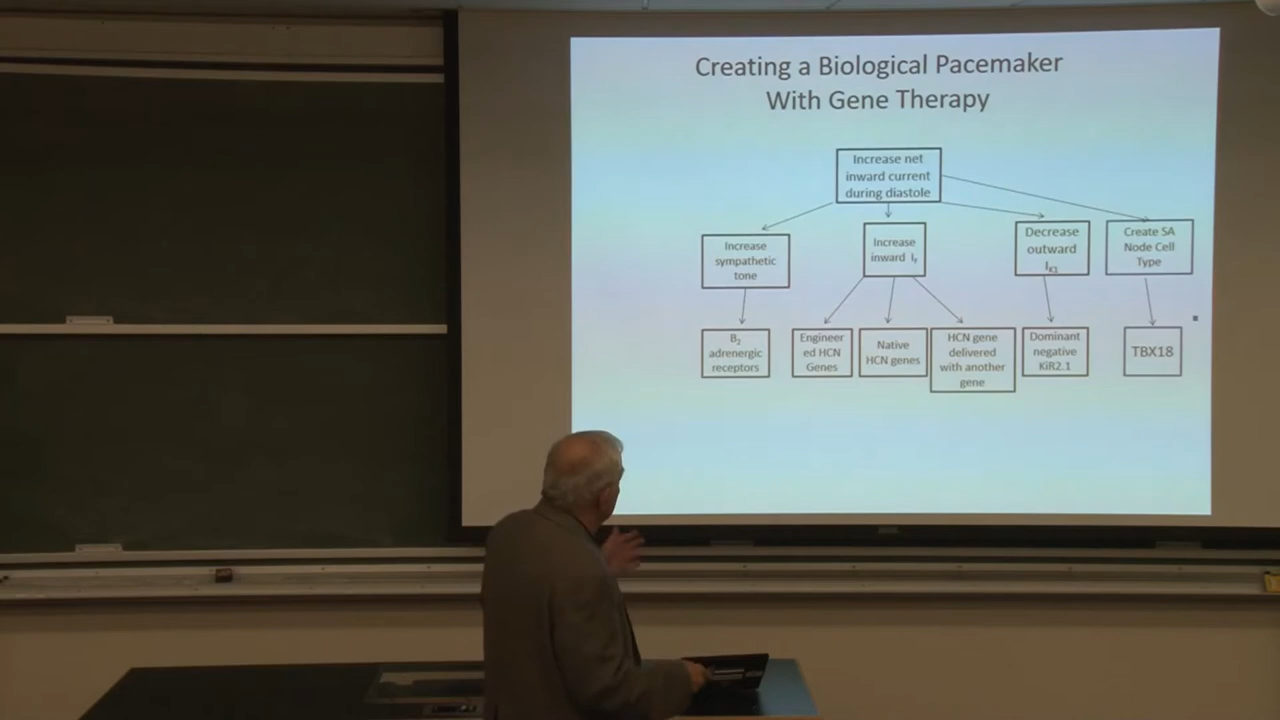 Creating a Biological Pacemaker
With Gene Therapy
Increase net
inward current
during diastole
Increase
sympathetic
tone
Increase
inward If
Decrease
outward
IK1
Create SA
Node Cell
Type
B2
adrenergic
receptors
Engineer
ed HCN
Genes
Native
HCN genes
HCN gene
delivered
with another
gene
Dominant
negative
KiR2.1
TBX18